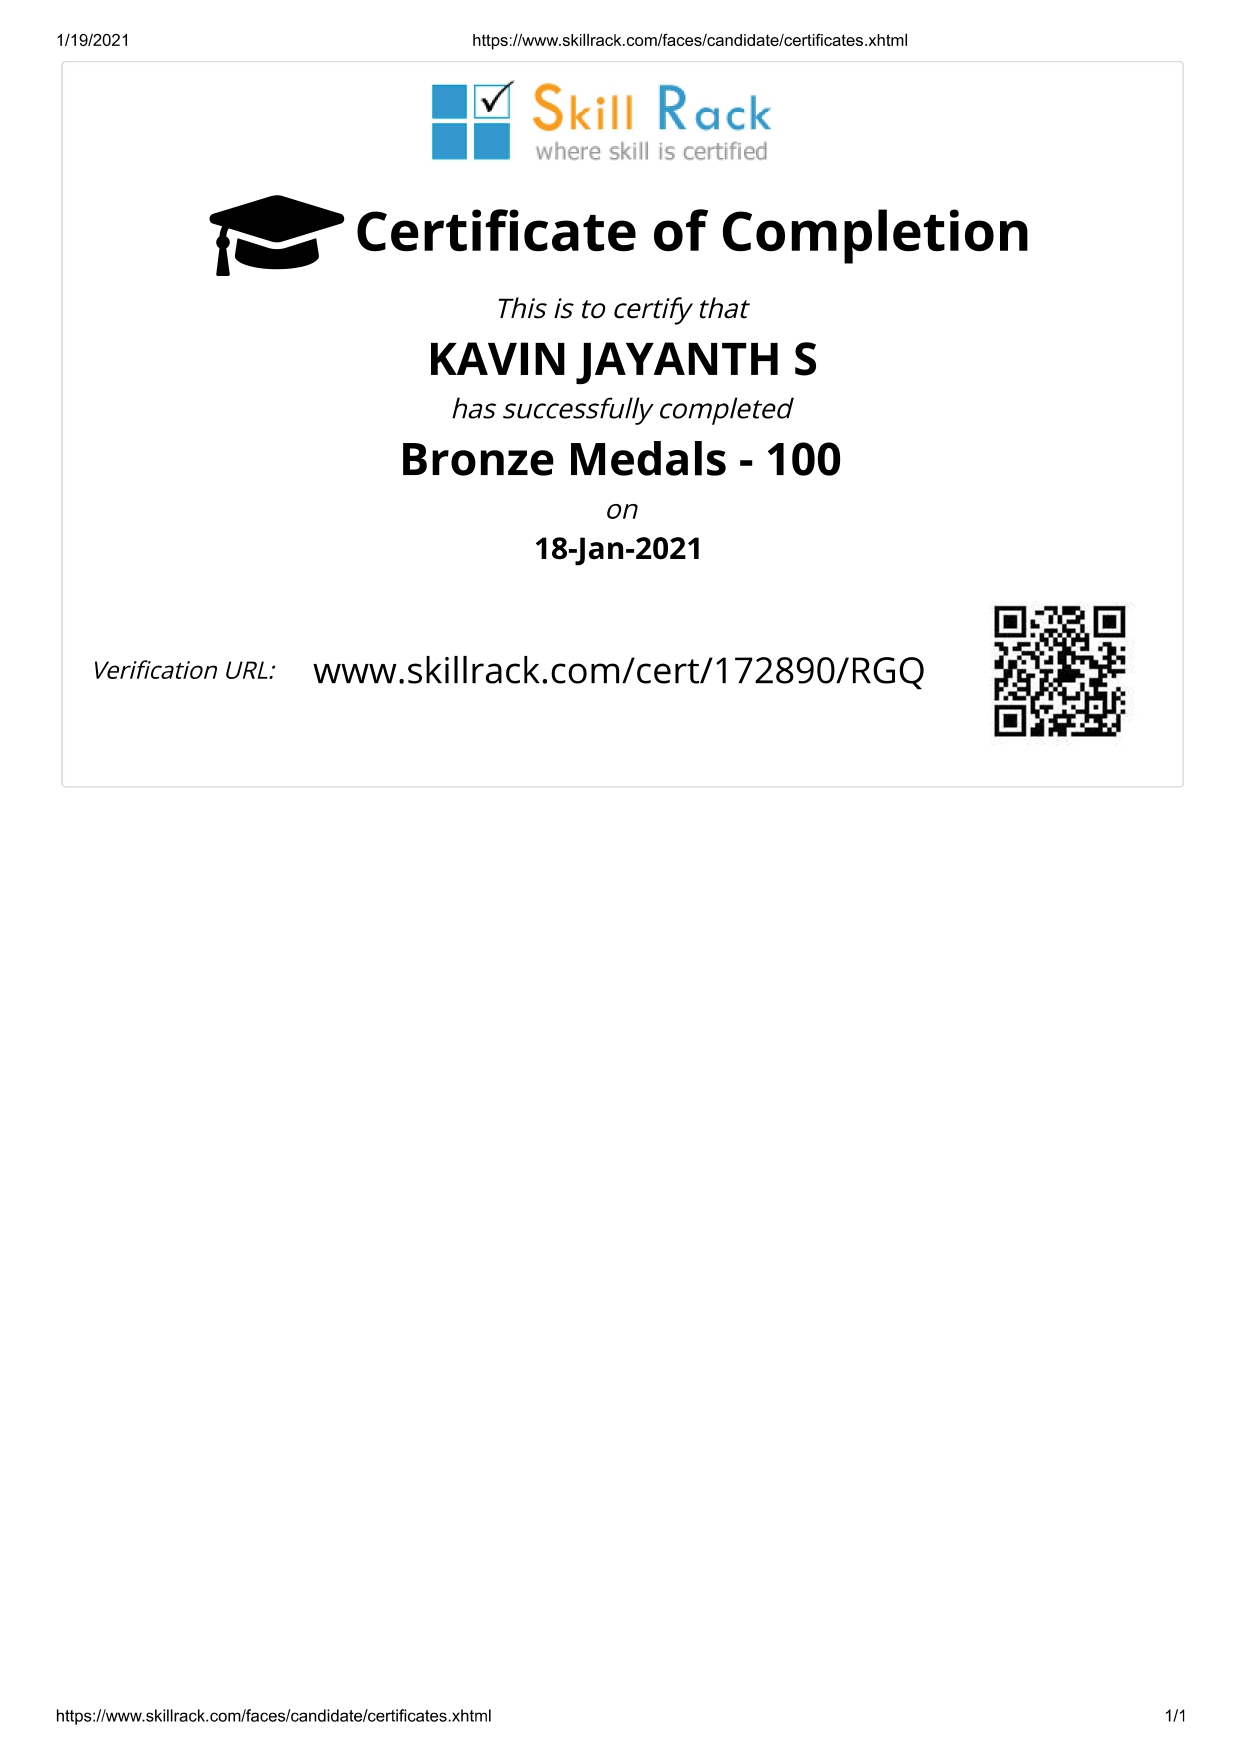 1/19/2021 https://www.skillrack.com/faces/candidate/certificates.xhtml
Skill Rack
where skill is certified
Certificate of Completion
This is to certify that
KAVIN JAYANTH S
has successfully completed
Bronze Medals - 100
on
18-Jan-2021
Verification URL: www.skillrack.com/cert/172890/RGQ
https://www.skillrack.com/faces/candidate/certificates.xhtml 1/1